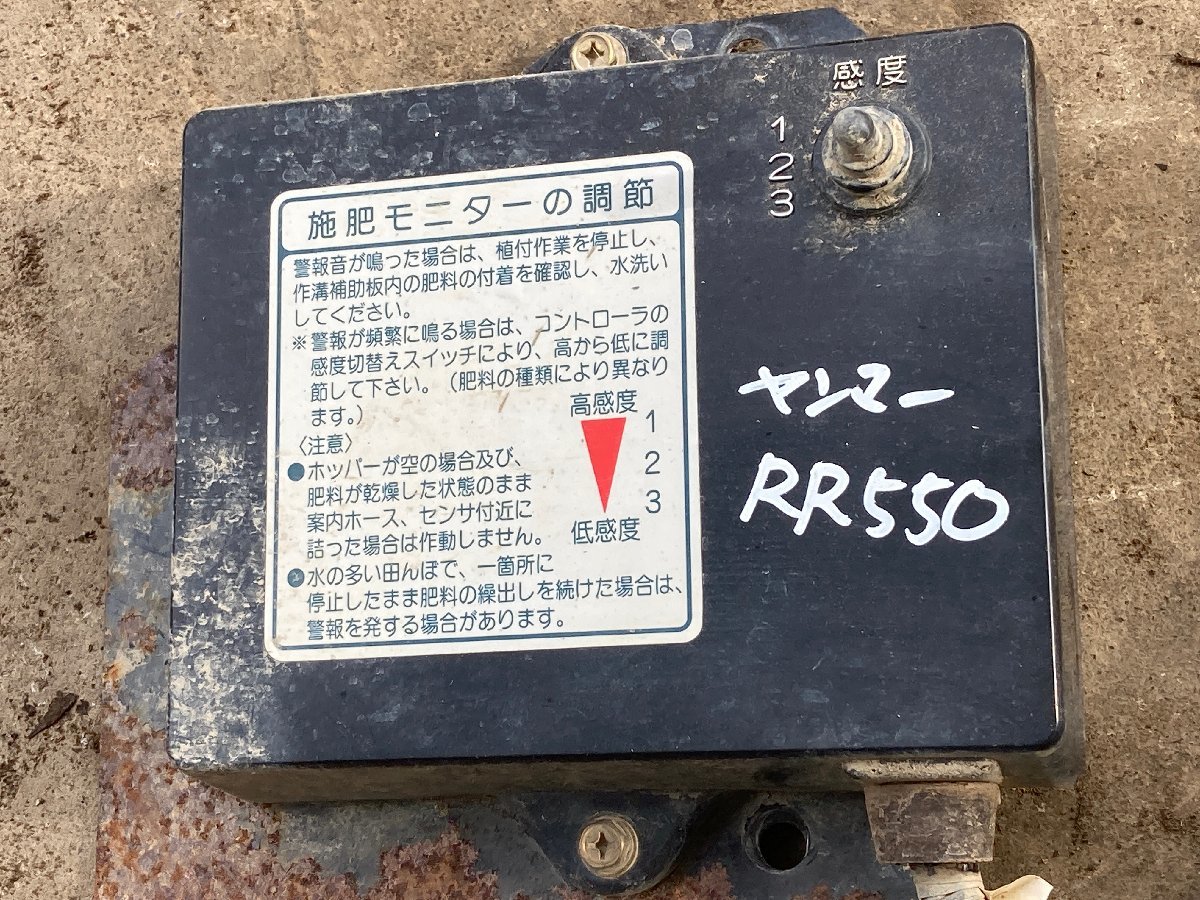 感度
1
2
3
施肥モニターの調節
警報音が鳴った場合は、植付作業を停止し、
作溝補助板内の肥料の付着を確認し、水洗い
してください。
※警報が頻繁に鳴る場合は、コントローラの
感度切替えスイッチにより、高から低に調
節して下さい。（肥料の種類により異なり
ます。）
高感度
1
2
3
低感度
〈注意〉
●ホッパーが空の場合及び、
肥料が乾燥した状態のまま
案内ホース、センサ付近に
詰った場合は作動しません。
●水の多い田んぼで、一箇所に
停止したまま肥料の繰出しを続けた場合は、
警報を発する場合があります。
ヤンマー
RR550